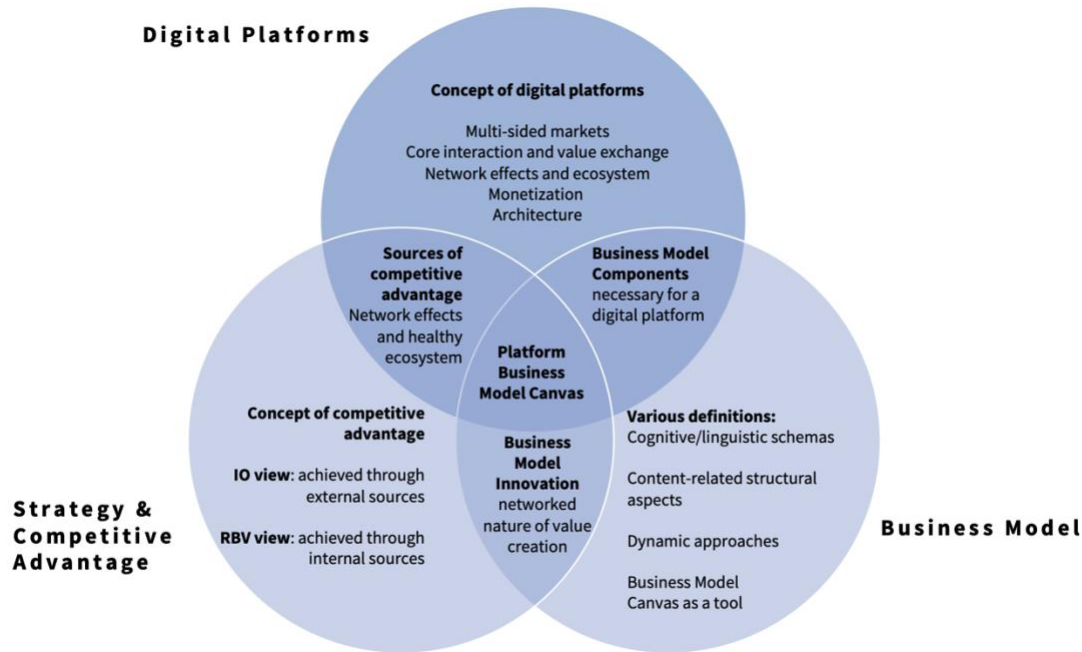 Digital Platforms
Concept of digital platforms
Multi-sided markets
Core interaction and value exchange
Network effects and ecosystem
Monetization
Architecture
Sources of
competitive
advantage
Network effects
and healthy
ecosystem
Business Model
Components
necessary for a
digital platform
Platform
Business
Model Canvas
Concept of competitive
advantage
IO view: achieved through
external sources
RBV view: achieved through
internal sources
Business
Model
Innovation
networked
nature of value
creation
Various definitions:
Cognitive/linguistic schemas
Content-related structural
aspects
Dynamic approaches
Business Model
Canvas as a tool
Strategy &
Competitive
Advantage
Business Model